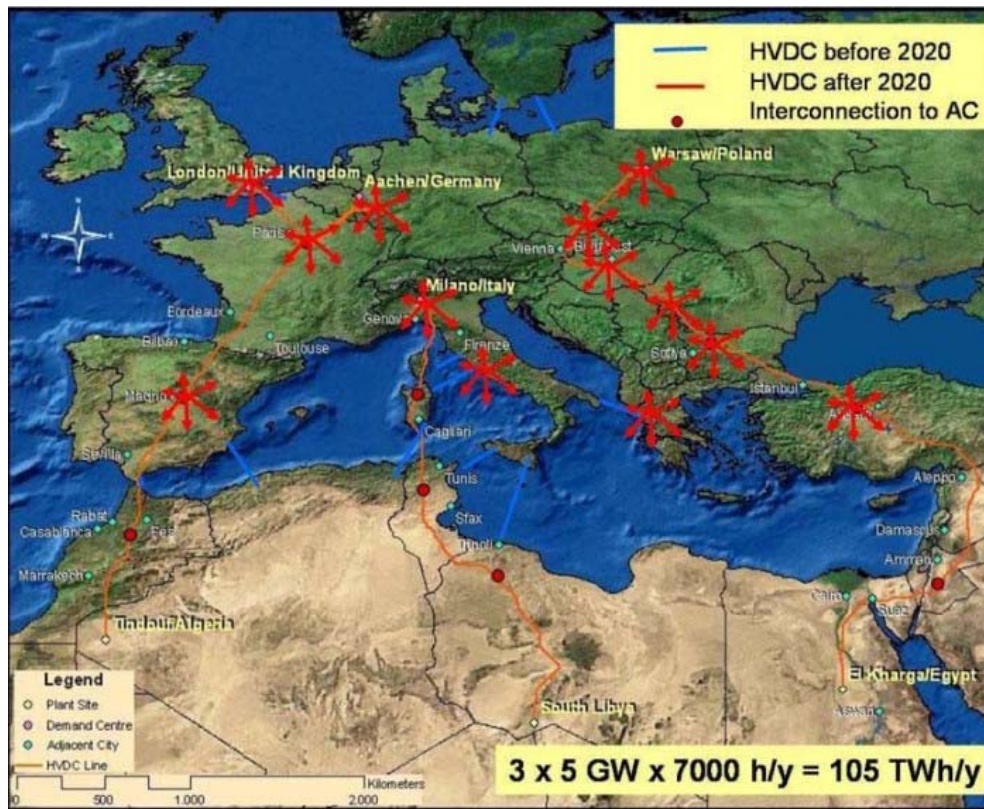 HVDC before 2020
HVDC after 2020
Interconnection to AC
London/United Kingdom
Aachen/Germany
Warsaw/Poland
Paris
Vienna
Milano/Italy
Bordeaux
Genova
Firenze
Toulouse
Bilbao
Sofiya
Istanbul
Madrid
Cagliari
Sevilla
Tunis
Aleppo
Sfax
Rabat
Casablanca
Fes
Damascus
Tripoli
Amman
Marrakech
Cairo
Suez
Tindouf/Algeria
El Kharga/Egypt
South Libya
Aswan
Legend
Plant Site
Demand Centre
Adjacent City
HVDC Line
Kilometers
0 500 1.000 2.000
3 x 5 GW x 7000 h/y = 105 TWh/y